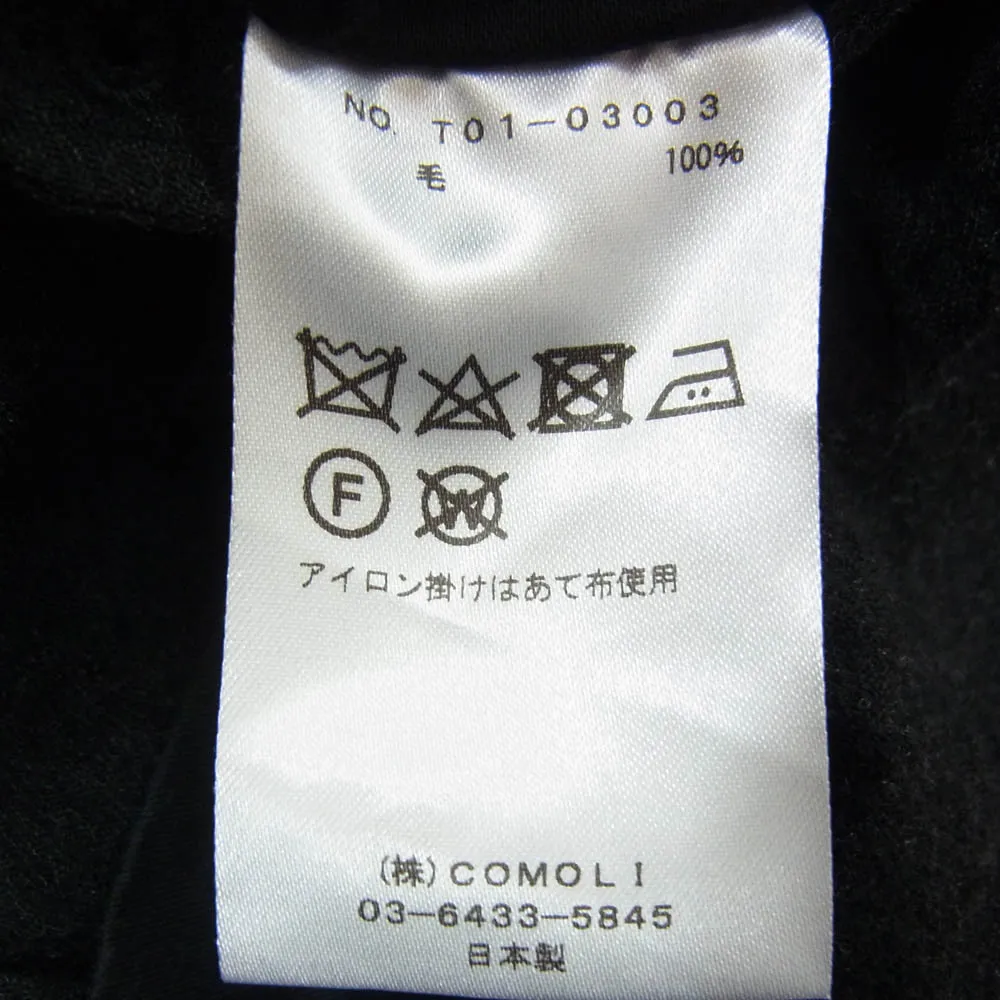 NO. T01-03003
毛 100%
F W
アイロン掛けはあて布使用
(株)COMOLI
03-6433-5845
日本製